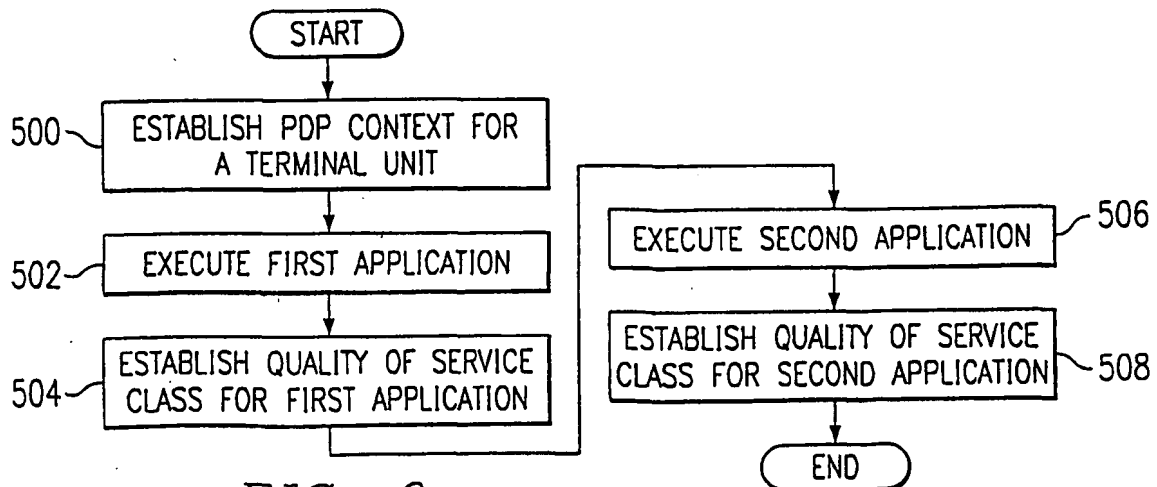 START
500
ESTABLISH PDP CONTEXT FOR
A TERMINAL UNIT
502
EXECUTE FIRST APPLICATION
504
ESTABLISH QUALITY OF SERVICE
CLASS FOR FIRST APPLICATION
EXECUTE SECOND APPLICATION
506
ESTABLISH QUALITY OF SERVICE
CLASS FOR SECOND APPLICATION
508
END